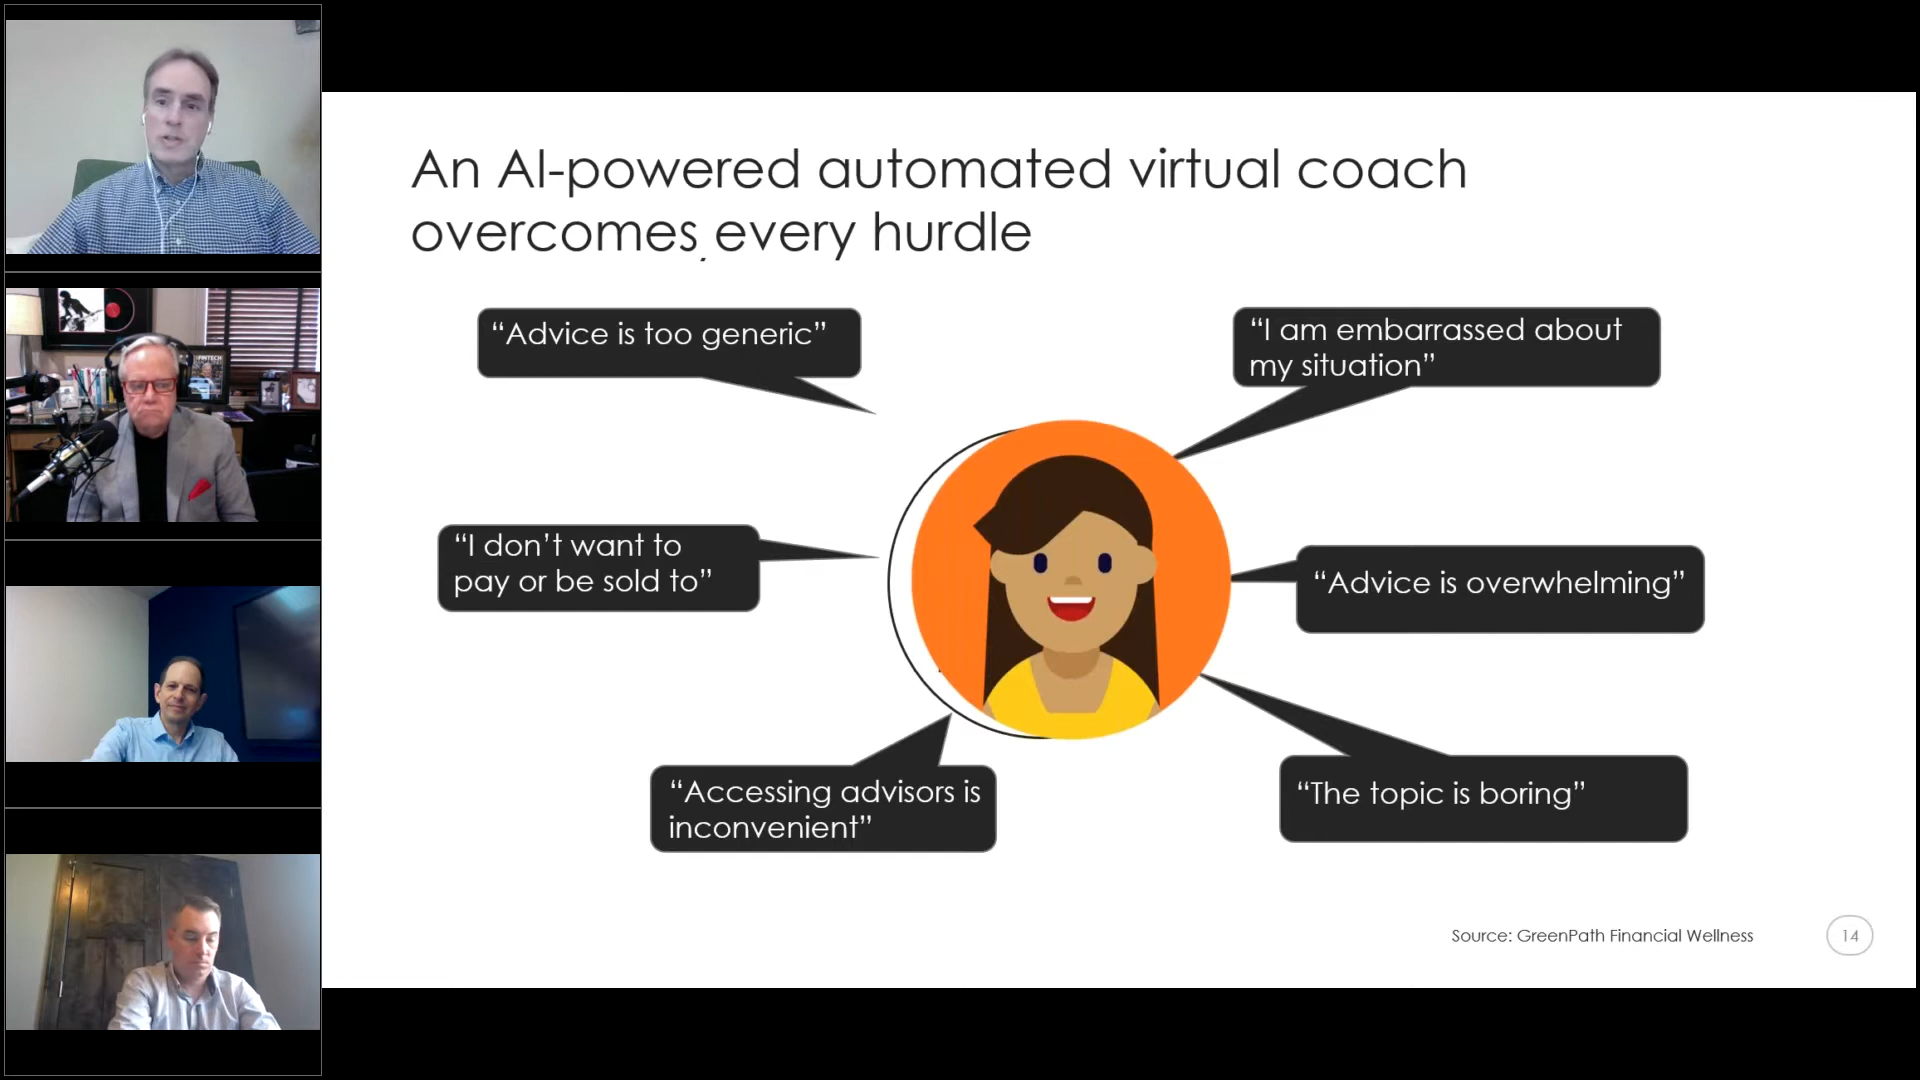 An AI-powered automated virtual coach
overcomes every hurdle
“Advice is too generic”
“I am embarrassed about
my situation”
“I don’t want to
pay or be sold to”
“Advice is overwhelming”
“Accessing advisors is
inconvenient”
“The topic is boring”
Source: GreenPath Financial Wellness
14
FINTECH